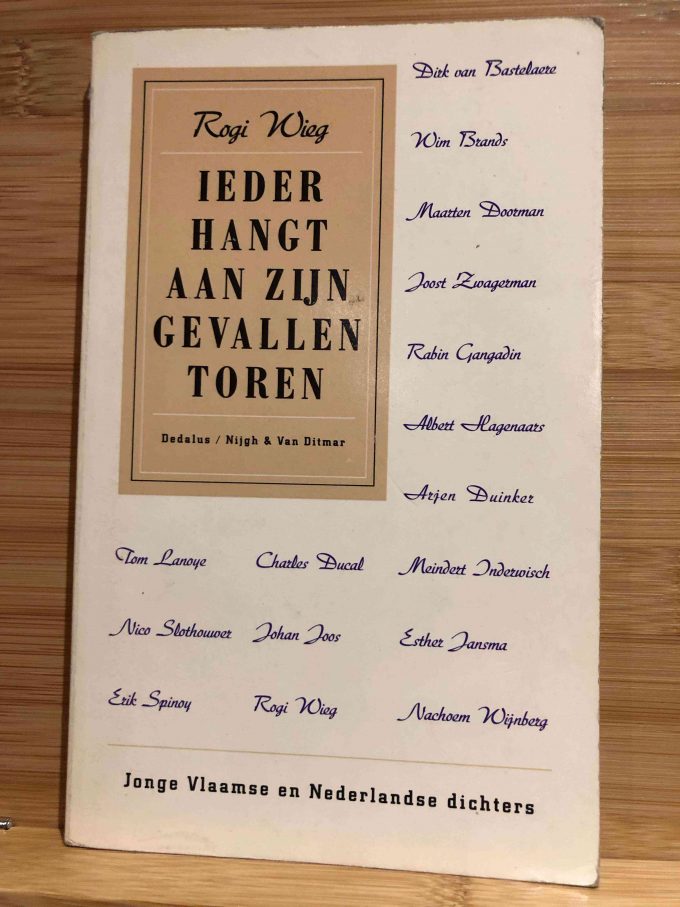 Rogi Wieg
IEDER
HANGT
AAN ZIJN
GEVALLEN
TOREN
Dedalus / Nijgh & Van Ditmar
Dirk van Bastelaere
Wim Brands
Maarten Doorman
Joost Zwagerman
Rabin Gangadin
Albert Hagenaars
Arjen Duinker
Tom Lanoye Charles Ducal Meindert Inderwisch
Nico Slothouwer Johan Joos Esther Jansma
Erik Spinoy Rogi Wieg Nachoem Wijnberg
Jonge Vlaamse en Nederlandse dichters